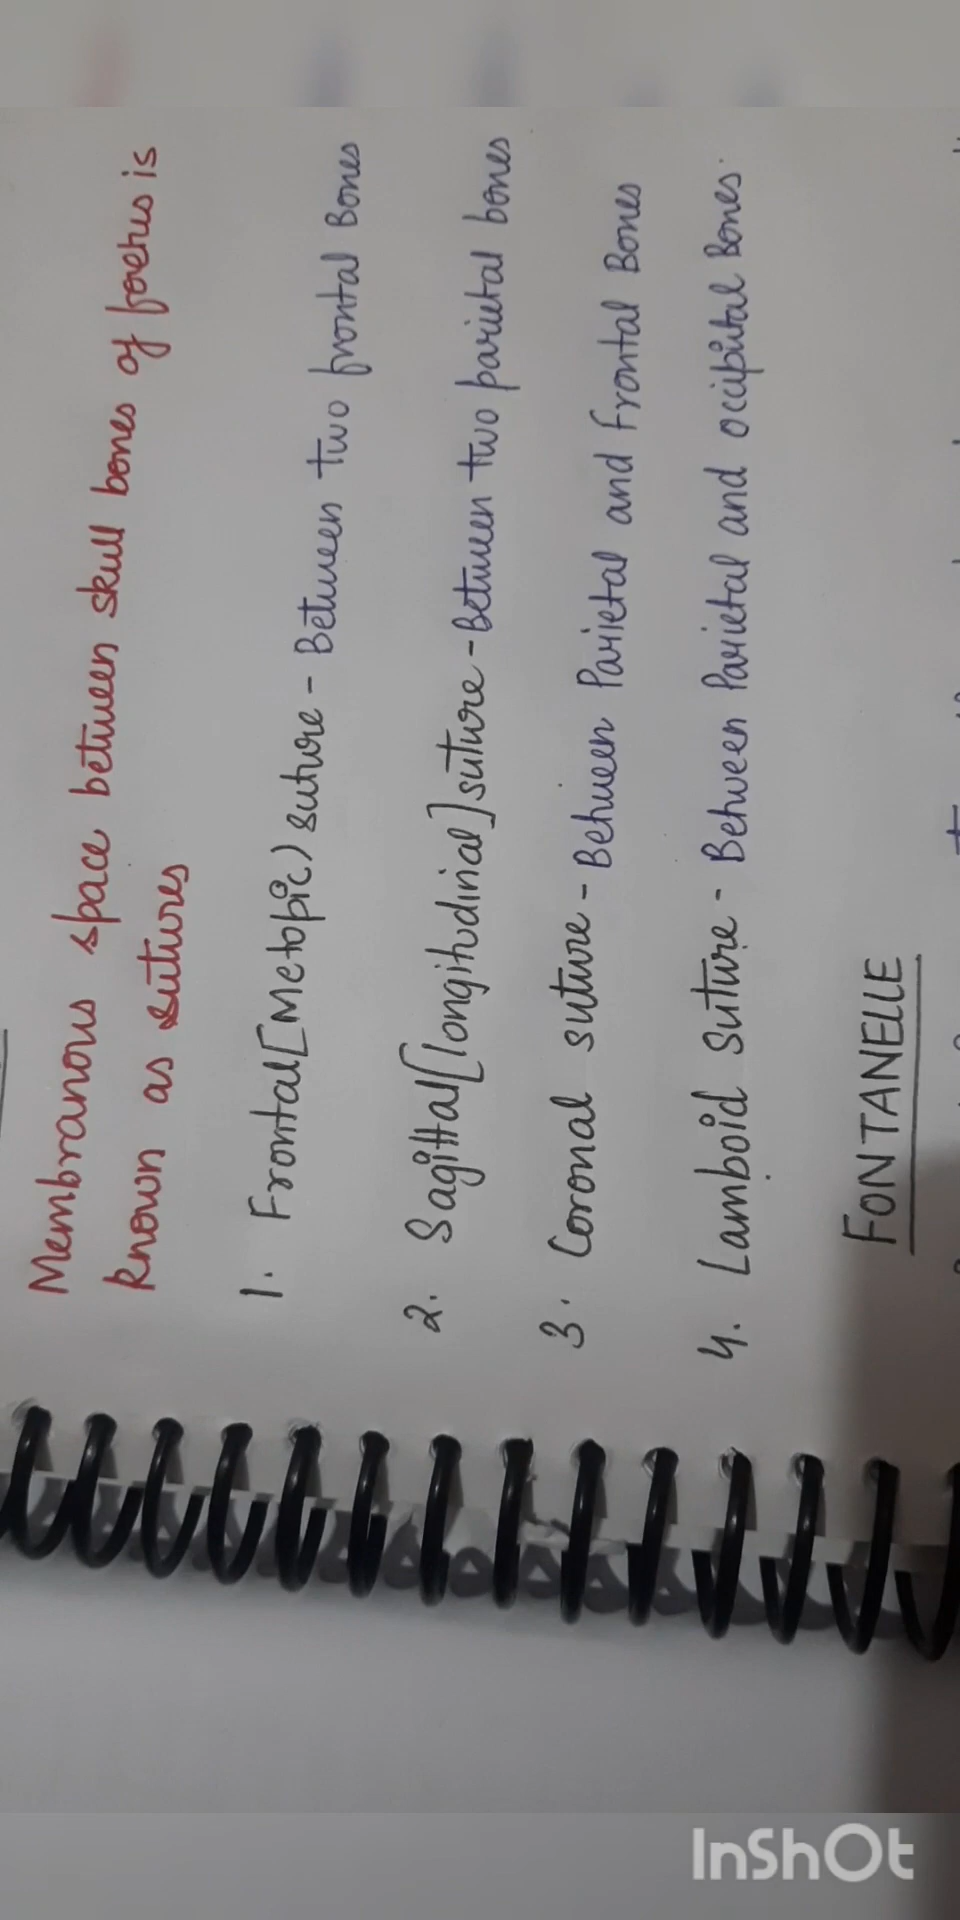 Membranous space between skull bones of foetus is
known as sutures
1. Frontal[Metopic) suture - Between two frontal Bones
2. Sagittal[longitudinal] suture - Between two parietal bones
3. Coronal suture - Between Parietal and Frontal Bones
4. Lamboid Suture - Between Parietal and occipital Bones.
FONTANELLE
InShOt